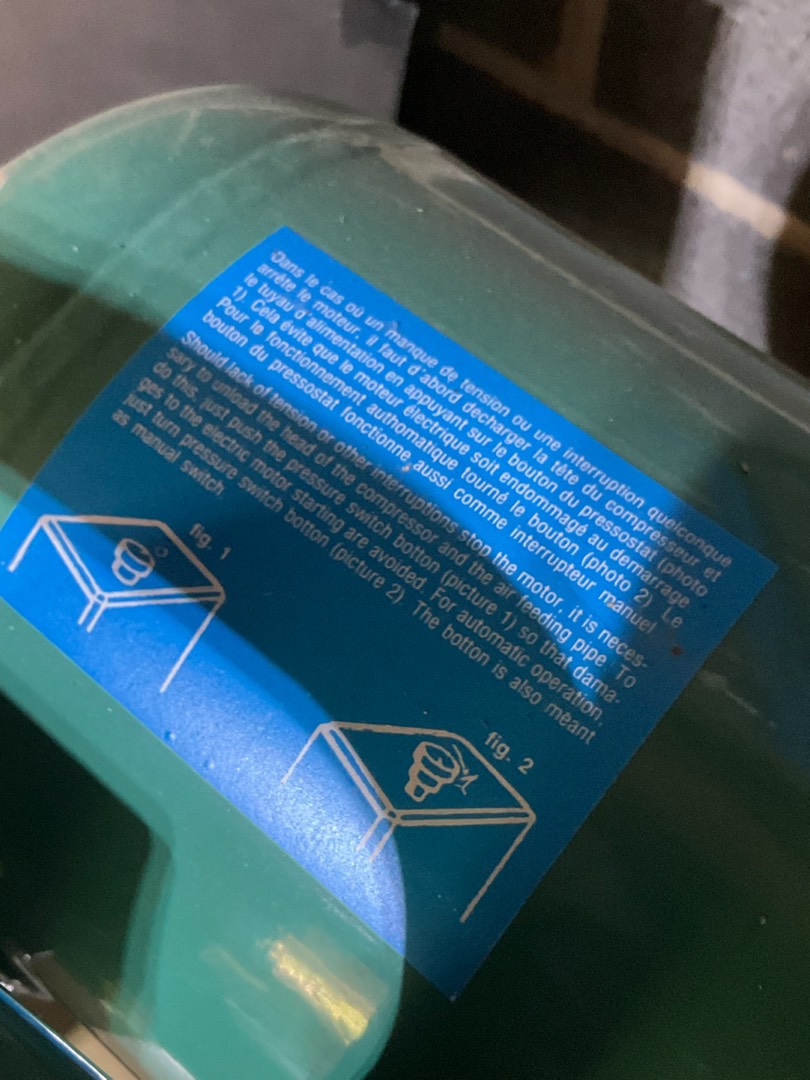 Dans le cas où un manque de tension ou une interruption quelconque
arrête le moteur, il faut d'abord decharger la tête du compresseur et
le tuyau d'alimentation en appuyant sur le bouton du pressostat (photo
1). Cela évite que le moteur électrique soit endommagé au demarrage
Pour le fonctionnement authomatique tourné le bouton (photo 2). Le
bouton du pressostat fonctionne aussi comme interrupteur manuel.
Should lack of tension or other interruptions stop the motor, it is neces-
sary to unload the head of the compressor and the air feeding pipe. To
do this, just push the pressure switch botton (picture 1) so that dama-
ges to the electric motor starting are avoided. For automatic operation,
just turn pressure switch botton (picture 2). The botton is also meant
as manual switch.
fig. 1
fig. 2